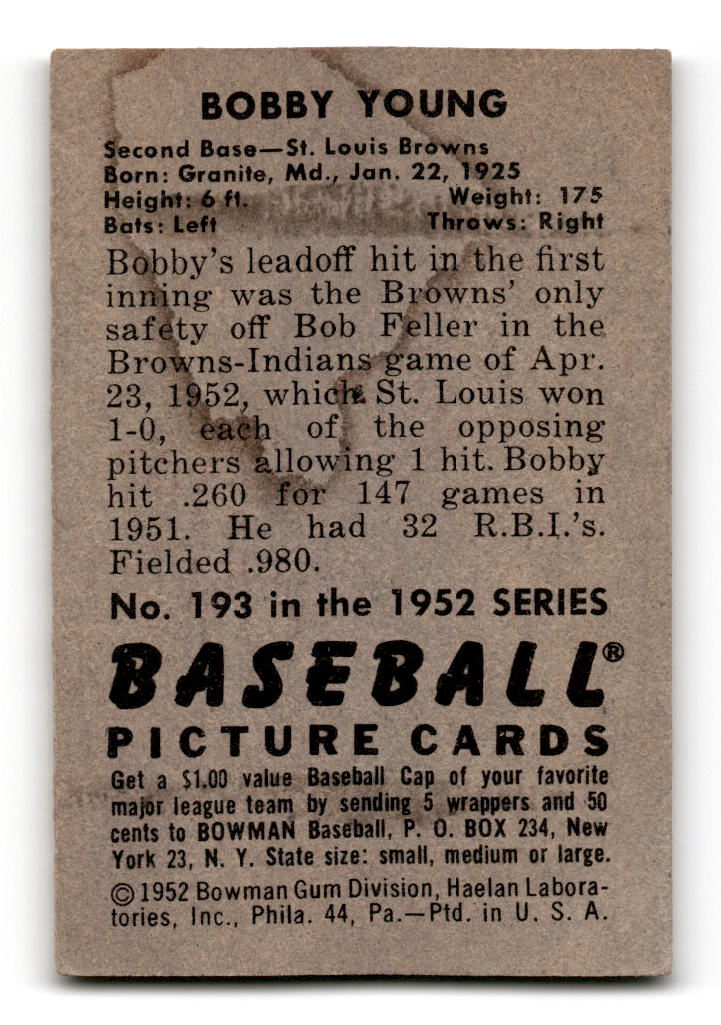 BOBBY YOUNG
Second Base—St. Louis Browns
Born: Granite, Md., Jan. 22, 1925
Height: 6 ft. Weight: 175
Bats: Left Throws: Right
Bobby's leadoff hit in the first
inning was the Browns' only
safety off Bob Feller in the
Browns-Indians game of Apr.
23, 1952, which St. Louis won
1-0, each of the opposing
pitchers allowing 1 hit. Bobby
hit .260 for 147 games in
1951. He had 32 R.B.I.'s.
Fielded .980.
No. 193 in the 1952 SERIES
BASEBALL®
PICTURE CARDS
Get a $1.00 value Baseball Cap of your favorite
major league team by sending 5 wrappers and 50
cents to BOWMAN Baseball, P. O. BOX 234, New
York 23, N. Y. State size: small, medium or large.
© 1952 Bowman Gum Division, Haelan Labora-
tories, Inc., Phila. 44, Pa.—Ptd. in U. S. A.